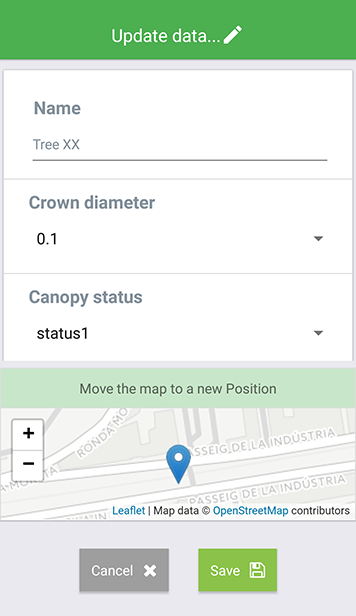 Update data...
Name
Tree XX
Crown diameter
0.1
Canopy status
status1
Move the map to a new Position
+
−
RONDA MO
PASSEIG DE LA INDÚSTRIA
PASSEIG DE LA INDÚSTRIA
Leaflet | Map data © OpenStreetMap contributors
Cancel
Save